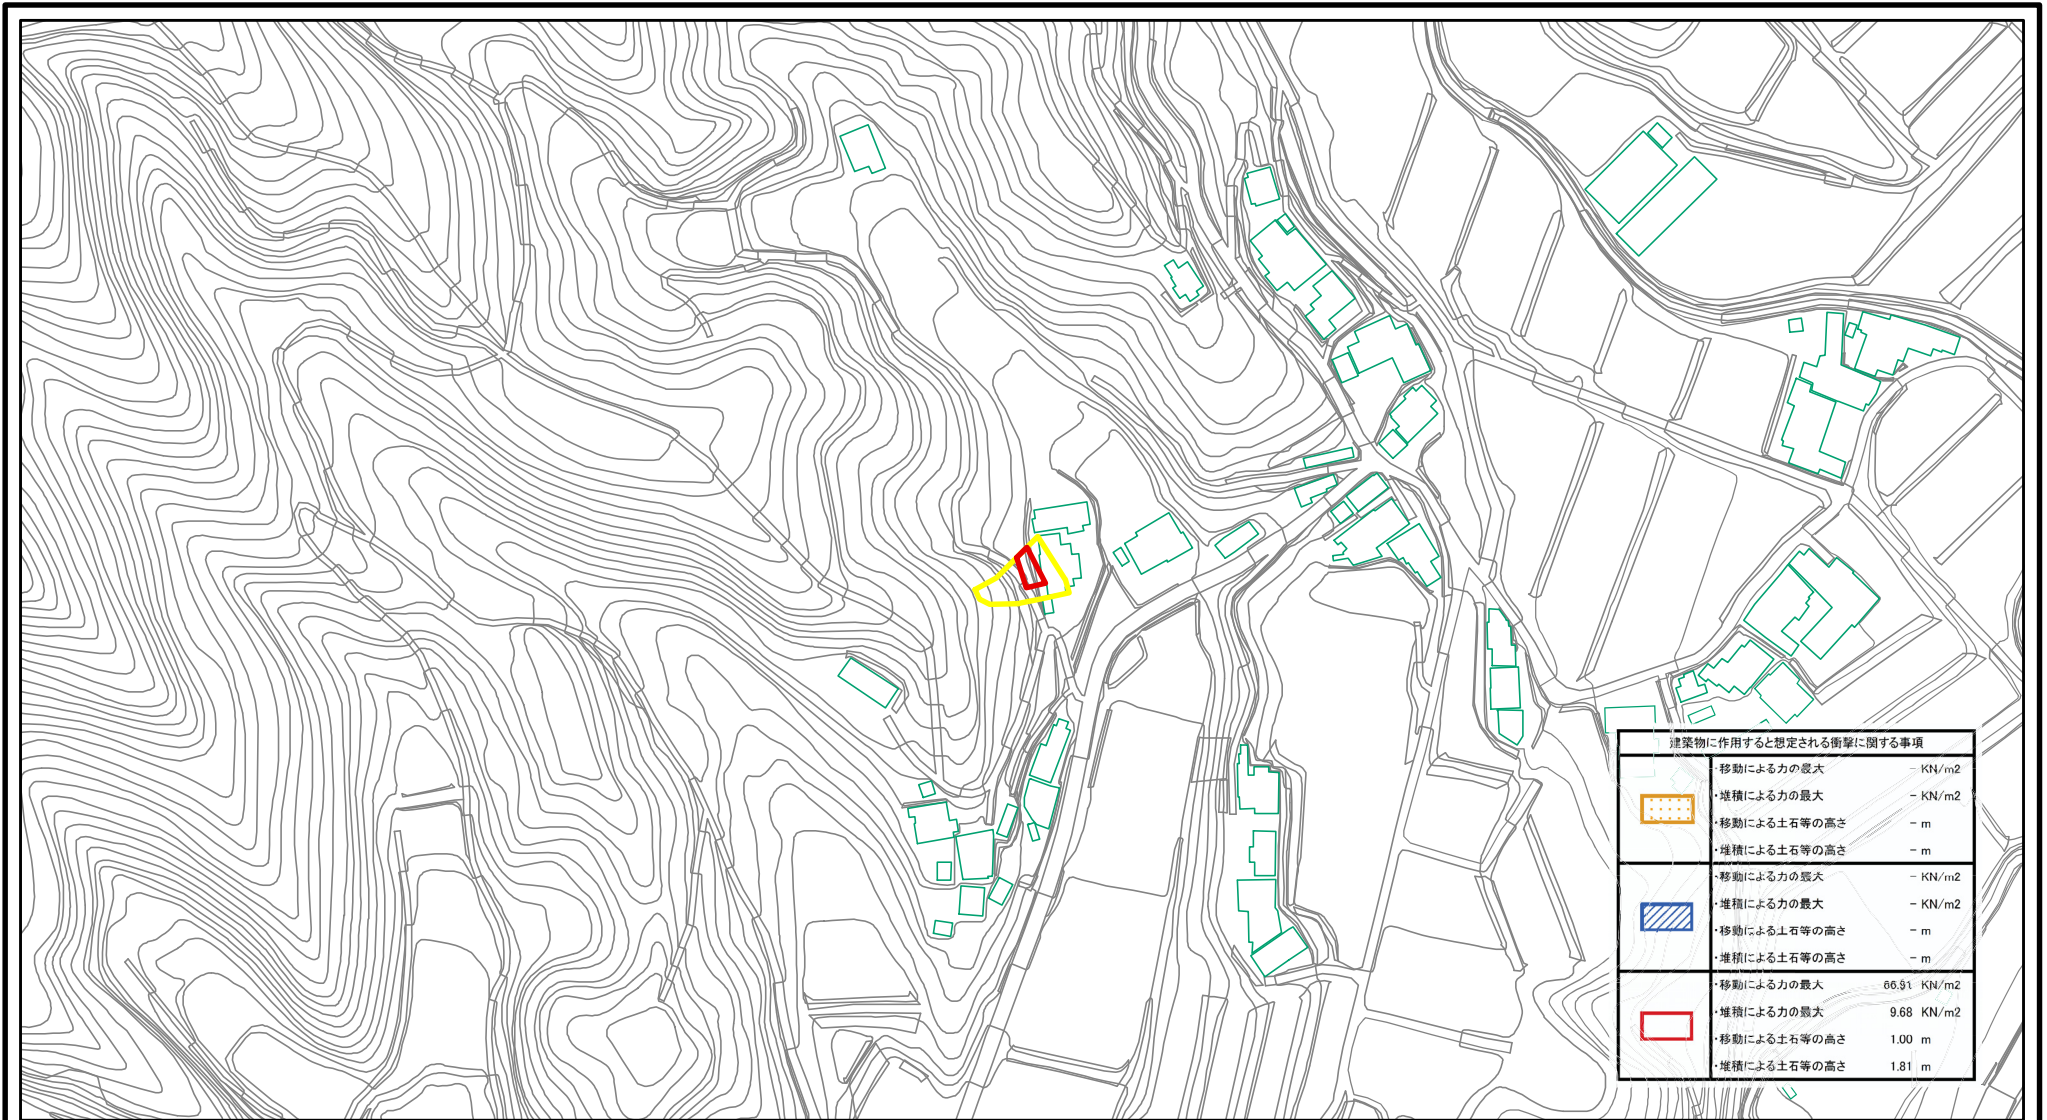 建築物に作用すると想定される衝撃に関する事項
・移動による力の最大 － KN/m2
・堆積による力の最大 － KN/m2
・移動による土石等の高さ － m
・堆積による土石等の高さ － m
・移動による力の最大 － KN/m2
・堆積による力の最大 － KN/m2
・移動による土石等の高さ － m
・堆積による土石等の高さ － m
・移動による力の最大 66.91 KN/m2
・堆積による力の最大 9.68 KN/m2
・移動による土石等の高さ 1.00 m
・堆積による土石等の高さ 1.81 m